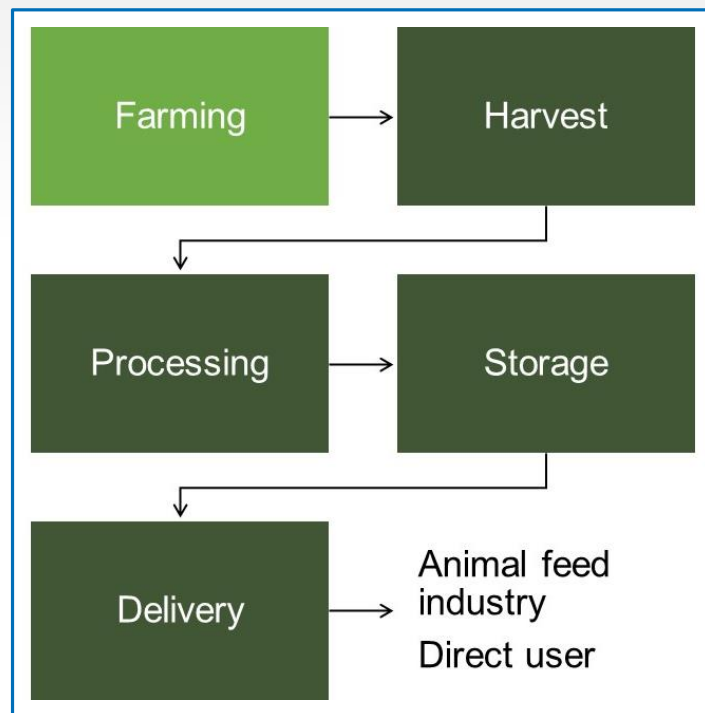 Farming
Harvest
Processing
Storage
Delivery
Animal feed
industry
Direct user